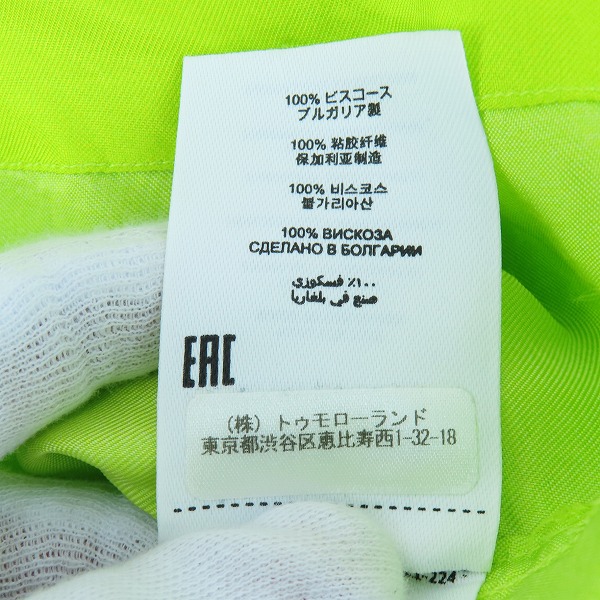 100% ビスコース
ブルガリア製
100% 粘胶纤维
保加利亚制造
100% 비스코스
불가리아산
100% ВИСКОЗА
СДЕЛАНО В БОЛГАРИИ
١٠٠٪ فسكوزي
صنع في بلغاريا
EAC
(株) トゥモローランド
東京都渋谷区恵比寿西1-32-18